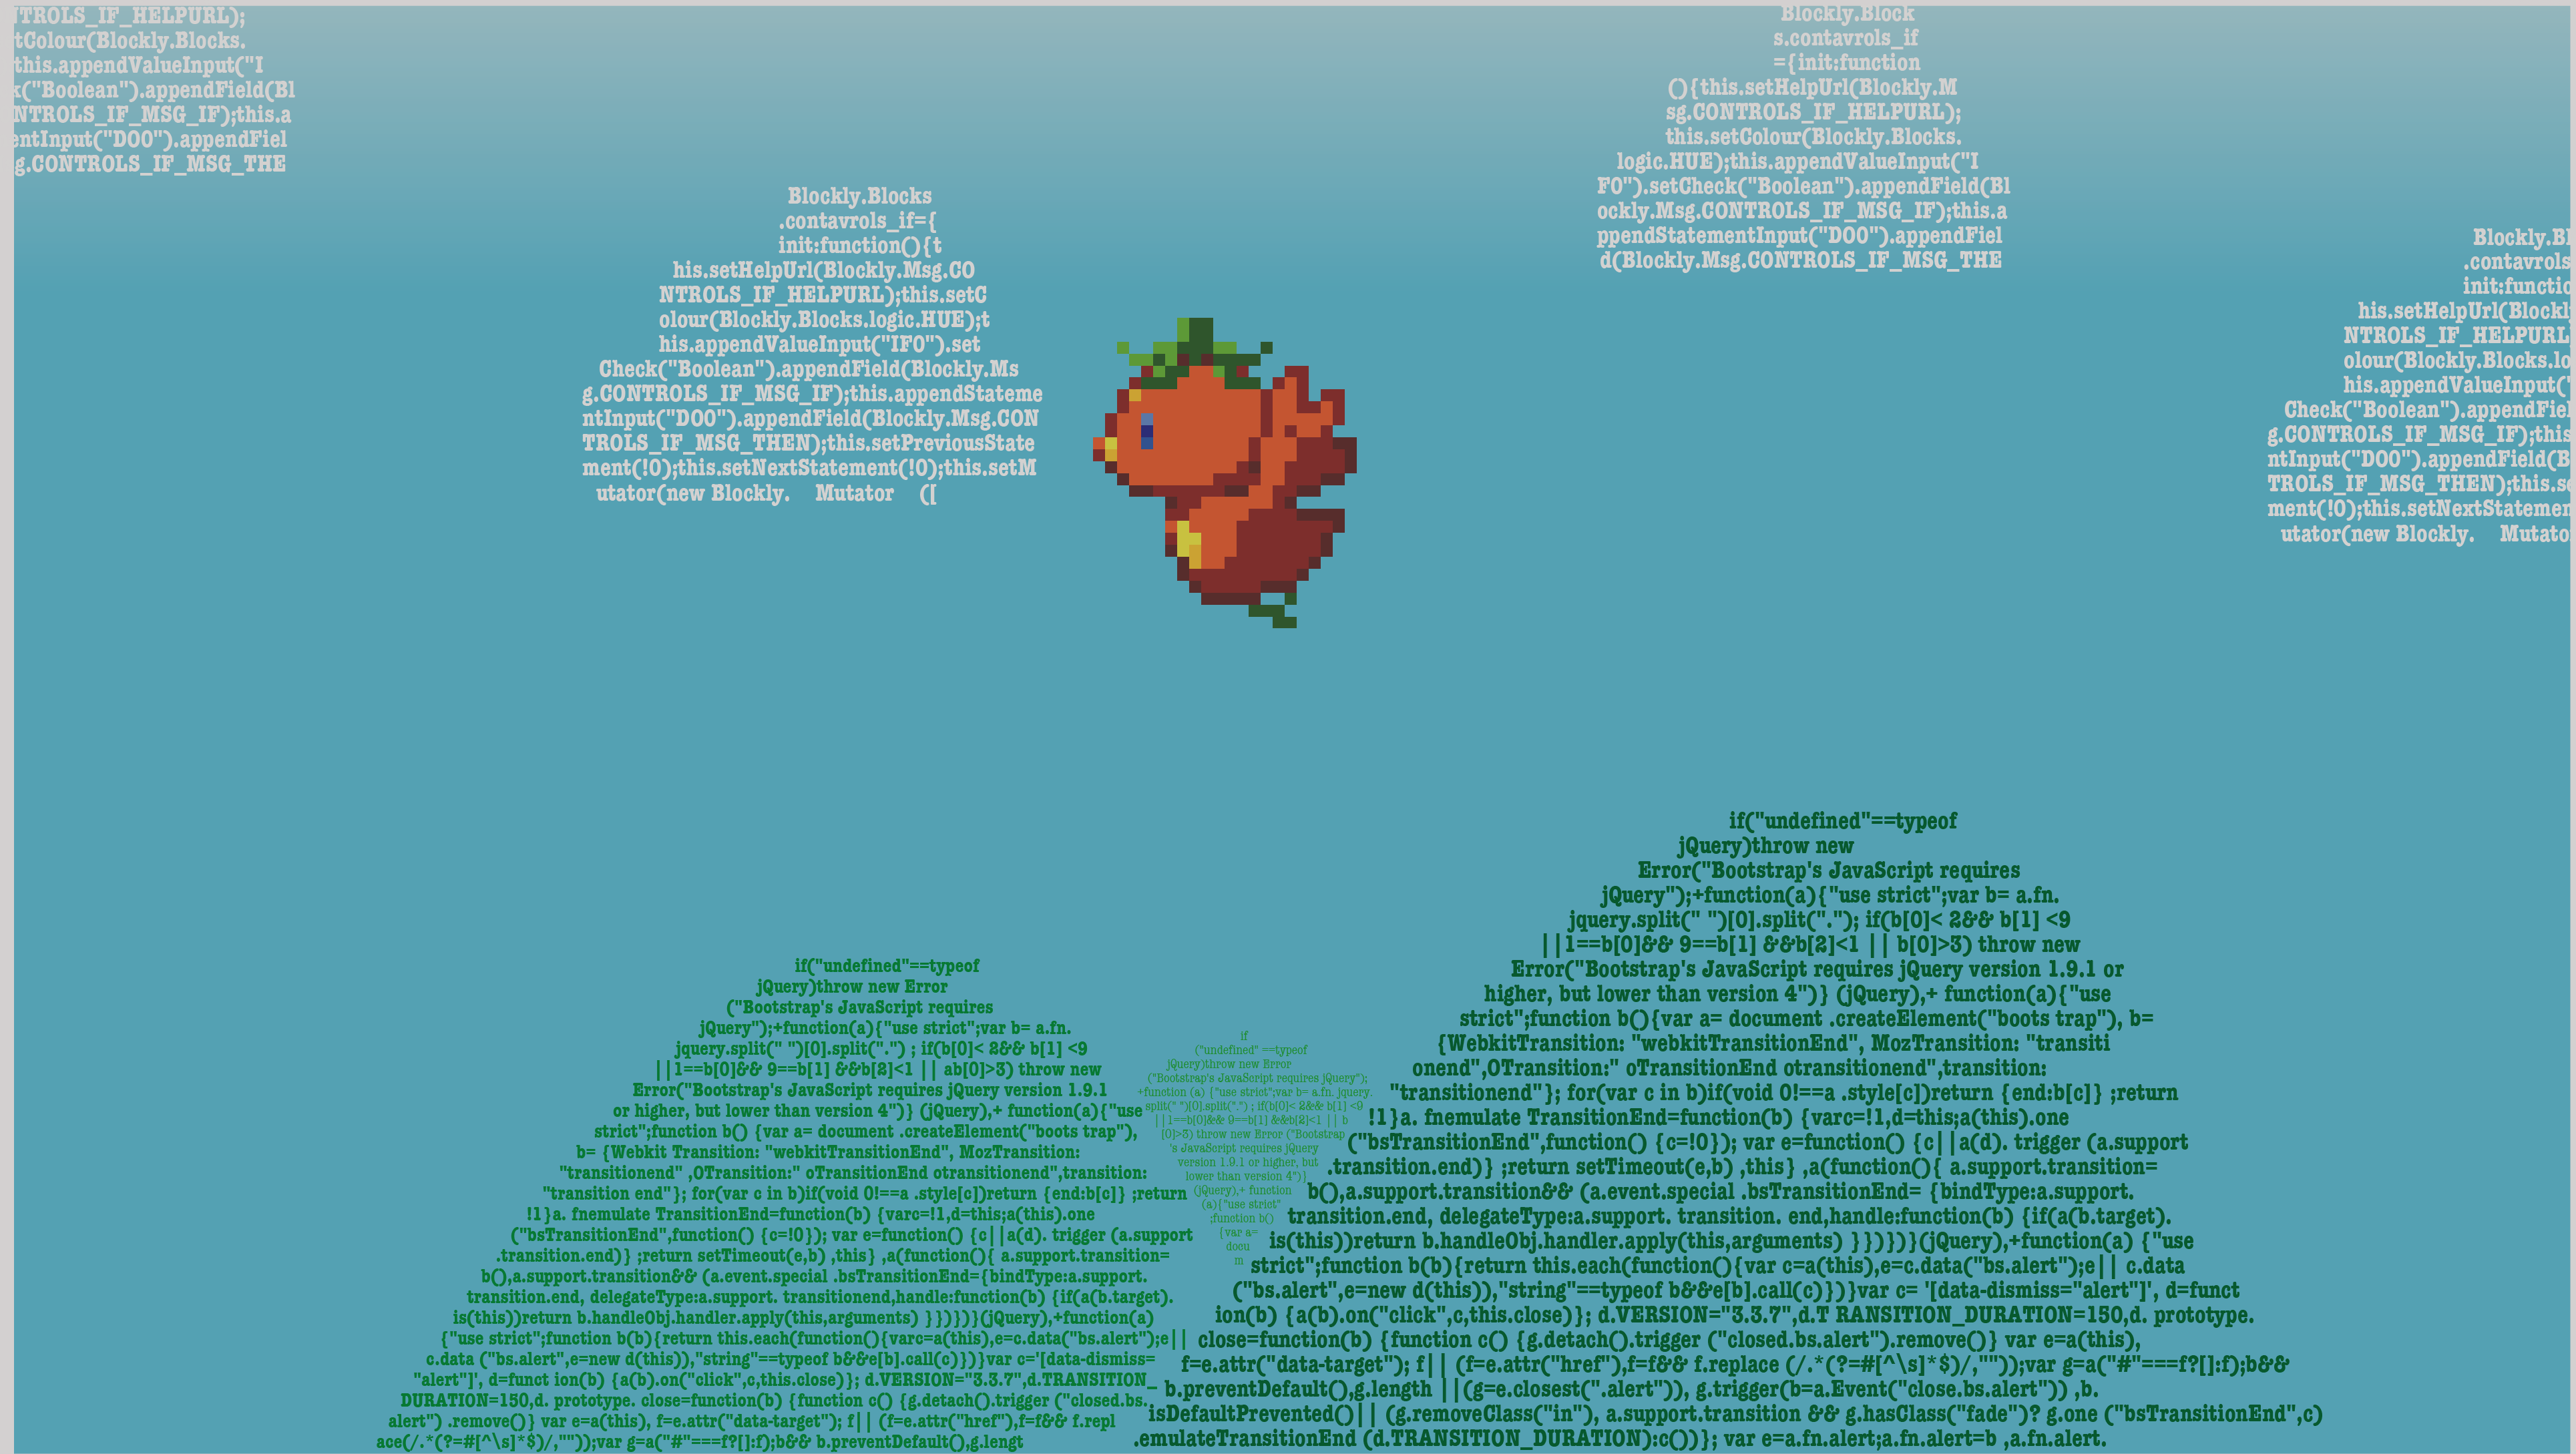 NTROLS_IF_HELPURL);
tColour(Blockly.Blocks.
this.appendValueInput("I
k("Boolean").appendField(Bl
NTROLS_IF_MSG_IF);this.a
entInput("DO0").appendFiel
g.CONTROLS_IF_MSG_THE
Blockly.Blocks
.contavrols_if={
init:function(){t
his.setHelpUrl(Blockly.Msg.CO
NTROLS_IF_HELPURL);this.setC
olour(Blockly.Blocks.logic.HUE);t
his.appendValueInput("IF0").set
Check("Boolean").appendField(Blockly.Ms
g.CONTROLS_IF_MSG_IF);this.appendStateme
ntInput("DO0").appendField(Blockly.Msg.CON
TROLS_IF_MSG_THEN);this.setPreviousState
ment(!0);this.setNextStatement(!0);this.setM
utator(new Blockly. Mutator ([
Blockly.Block
s.contavrols_if
={init:function
(){this.setHelpUrl(Blockly.M
sg.CONTROLS_IF_HELPURL);
this.setColour(Blockly.Blocks.
logic.HUE);this.appendValueInput("I
F0").setCheck("Boolean").appendField(Bl
ockly.Msg.CONTROLS_IF_MSG_IF);this.a
ppendStatementInput("DO0").appendFiel
d(Blockly.Msg.CONTROLS_IF_MSG_THE
Blockly.Bl
.contavrols
init:functio
his.setHelpUrl(Blockl
NTROLS_IF_HELPURL
olour(Blockly.Blocks.lo
his.appendValueInput("
Check("Boolean").appendFiel
g.CONTROLS_IF_MSG_IF);this
ntInput("DO0").appendField(B
TROLS_IF_MSG_THEN);this.se
ment(!0);this.setNextStatemen
utator(new Blockly. Mutato
if("undefined"==typeof
jQuery)throw new Error
("Bootstrap's JavaScript requires
jQuery");+function(a){"use strict";var b= a.fn.
jquery.split(" ")[0].split(".") ; if(b[0]< 2&& b[1] <9
||1==b[0]&& 9==b[1] &&b[2]<1 || ab[0]>3) throw new
Error("Bootstrap's JavaScript requires jQuery version 1.9.1
or higher, but lower than version 4")} (jQuery),+ function(a){"use
strict";function b() {var a= document .createElement("boots trap"),
b= {Webkit Transition: "webkitTransitionEnd", MozTransition:
"transitionend" ,OTransition:" oTransitionEnd otransitionend",transition:
"transition end"}; for(var c in b)if(void 0!==a .style[c])return {end:b[c]} ;return
!1}a. fnemulate TransitionEnd=function(b) {varc=!1,d=this;a(this).one
("bsTransitionEnd",function() {c=!0}); var e=function() {c||a(d). trigger (a.support
.transition.end)} ;return setTimeout(e,b) ,this} ,a(function(){ a.support.transition=
b(),a.support.transition&& (a.event.special .bsTransitionEnd={bindType:a.support.
transition.end, delegateType:a.support. transitionend,handle:function(b) {if(a(b.target).
is(this))return b.handleObj.handler.apply(this,arguments) }})})}(jQuery),+function(a)
{"use strict";function b(b){return this.each(function(){varc=a(this),e=c.data("bs.alert");e||
c.data ("bs.alert",e=new d(this)),"string"==typeof b&&e[b].call(c)})}var c='[data-dismiss=
"alert"]', d=funct ion(b) {a(b).on("click",c,this.close)}; d.VERSION="3.3.7",d.TRANSITION_
DURATION=150,d. prototype. close=function(b) {function c() {g.detach().trigger ("closed.bs.
alert") .remove()} var e=a(this), f=e.attr("data-target"); f|| (f=e.attr("href"),f=f&& f.repl
ace(/.*(?=#[^\s]*$)/,""));var g=a("#"===f?[]:f);b&& b.preventDefault(),g.lengt
if
("undefined" ==typeof
jQuery)throw new Error
("Bootstrap's JavaScript requires jQuery");
+function (a) {"use strict";var b= a.fn. jquery.
split(" ")[0].split(".") ; if(b[0]< 2&& b[1] <9
||1==b[0]&& 9==b[1] &&b[2]<1 || b
[0]>3) throw new Error ("Bootstrap
's JavaScript requires jQuery
version 1.9.1 or higher, but
lower than version 4")}
(jQuery),+ function
(a){"use strict"
;function b()
{var a=
docu
m
if("undefined"==typeof
jQuery)throw new
Error("Bootstrap's JavaScript requires
jQuery");+function(a){"use strict";var b= a.fn.
jquery.split(" ")[0].split("."); if(b[0]< 2&& b[1] <9
||1==b[0]&& 9==b[1] &&b[2]<1 || b[0]>3) throw new
Error("Bootstrap's JavaScript requires jQuery version 1.9.1 or
higher, but lower than version 4")} (jQuery),+ function(a){"use
strict";function b(){var a= document .createElement("boots trap"), b=
{WebkitTransition: "webkitTransitionEnd", MozTransition: "transiti
onend",OTransition:" oTransitionEnd otransitionend",transition:
"transitionend"}; for(var c in b)if(void 0!==a .style[c])return {end:b[c]} ;return
!1}a. fnemulate TransitionEnd=function(b) {varc=!1,d=this;a(this).one
("bsTransitionEnd",function() {c=!0}); var e=function() {c||a(d). trigger (a.support
.transition.end)} ;return setTimeout(e,b) ,this} ,a(function(){ a.support.transition=
b(),a.support.transition&& (a.event.special .bsTransitionEnd= {bindType:a.support.
transition.end, delegateType:a.support. transition. end,handle:function(b) {if(a(b.target).
is(this))return b.handleObj.handler.apply(this,arguments) }})})}(jQuery),+function(a) {"use
strict";function b(b){return this.each(function(){var c=a(this),e=c.data("bs.alert");e|| c.data
("bs.alert",e=new d(this)),"string"==typeof b&&e[b].call(c)})}var c= '[data-dismiss="alert"]', d=funct
ion(b) {a(b).on("click",c,this.close)}; d.VERSION="3.3.7",d.T RANSITION_DURATION=150,d. prototype.
close=function(b) {function c() {g.detach().trigger ("closed.bs.alert").remove()} var e=a(this),
f=e.attr("data-target"); f|| (f=e.attr("href"),f=f&& f.replace (/.*(?=#[^\s]*$)/,""));var g=a("#"===f?[]:f);b&&
b.preventDefault(),g.length ||(g=e.closest(".alert")), g.trigger(b=a.Event("close.bs.alert")) ,b.
isDefaultPrevented()|| (g.removeClass("in"), a.support.transition && g.hasClass("fade")? g.one ("bsTransitionEnd",c)
.emulateTransitionEnd (d.TRANSITION_DURATION):c())}; var e=a.fn.alert;a.fn.alert=b ,a.fn.alert.